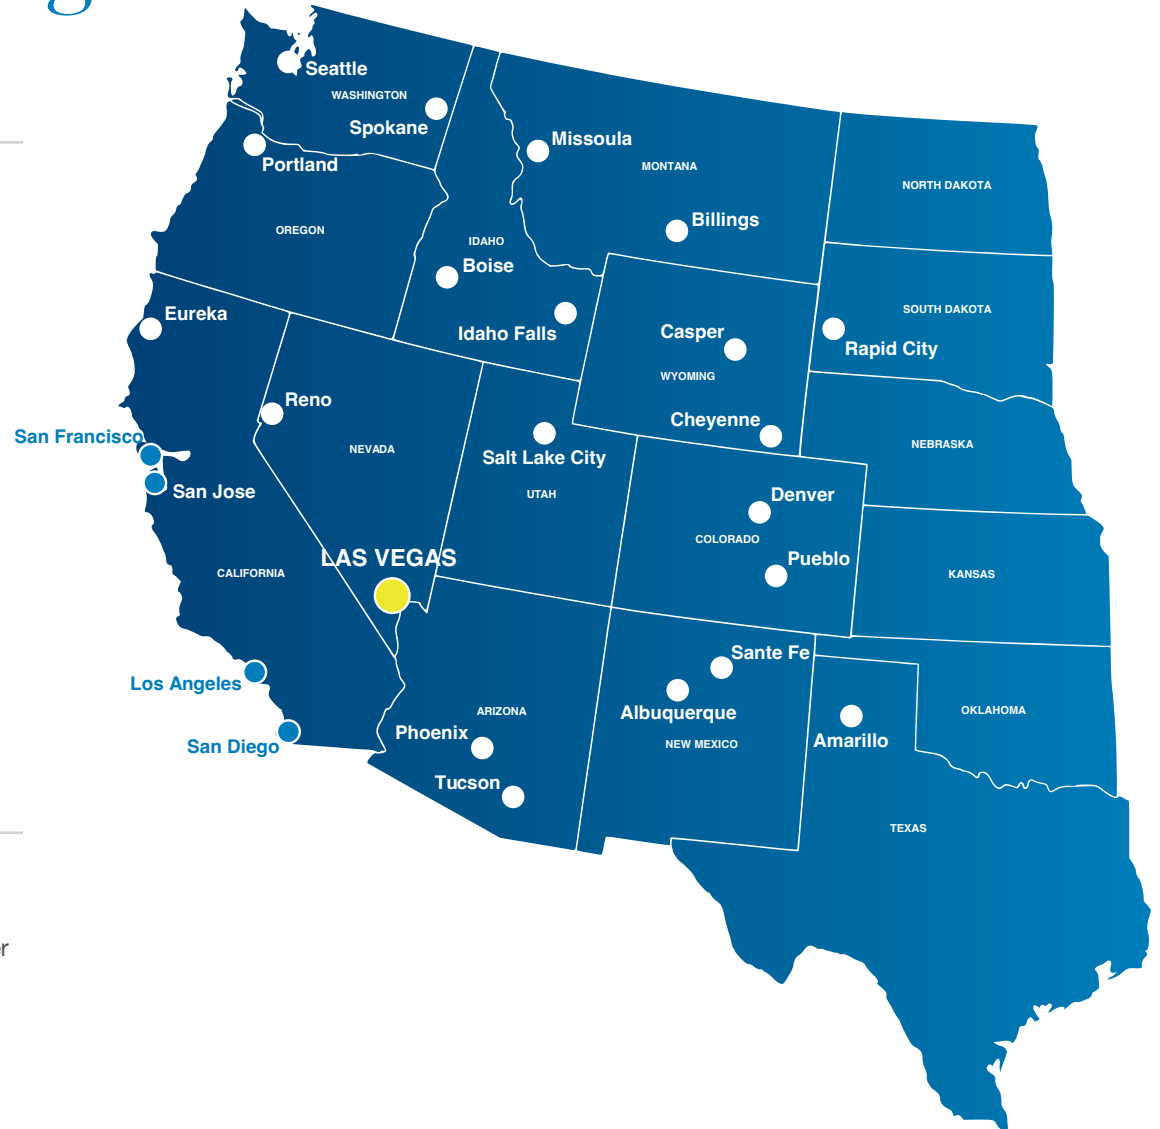 g
Seattle
WASHINGTON
Spokane
Portland
Missoula
MONTANA
NORTH DAKOTA
Billings
OREGON
IDAHO
Boise
Eureka
Idaho Falls
Casper
SOUTH DAKOTA
Rapid City
WYOMING
Reno
Cheyenne
San Francisco
NEVADA
Salt Lake City
NEBRASKA
San Jose
UTAH
Denver
COLORADO
Pueblo
LAS VEGAS
CALIFORNIA
KANSAS
Sante Fe
Los Angeles
Albuquerque
ARIZONA
OKLAHOMA
Phoenix
San Diego
NEW MEXICO
Amarillo
Tucson
TEXAS
er